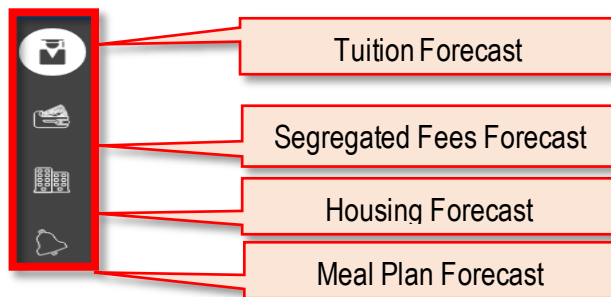 Tuition Forecast
Segregated Fees Forecast
Housing Forecast
Meal Plan Forecast